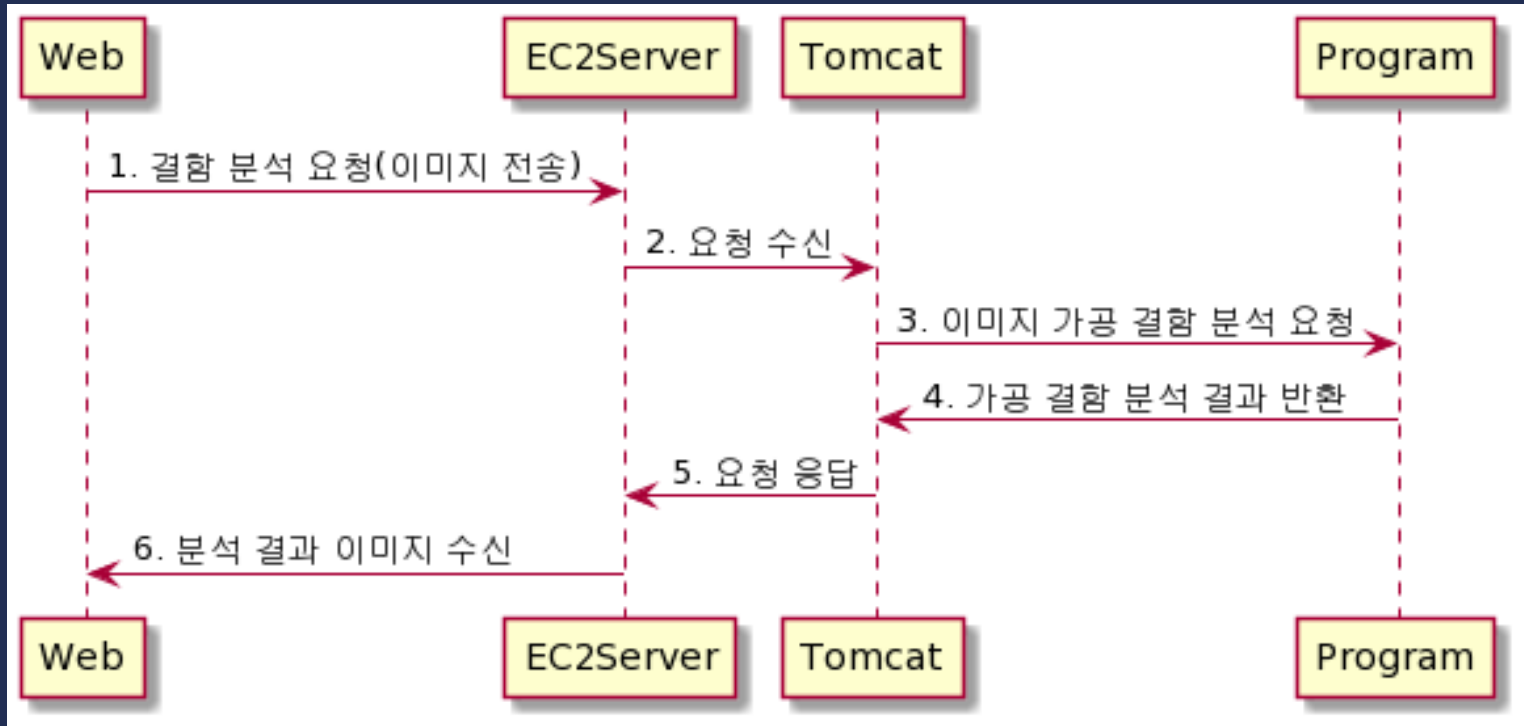 Web
EC2Server
Tomcat
Program
1. 결함 분석 요청(이미지 전송)
2. 요청 수신
3. 이미지 가공 결함 분석 요청
4. 가공 결함 분석 결과 반환
5. 요청 응답
6. 분석 결과 이미지 수신
Web
EC2Server
Tomcat
Program